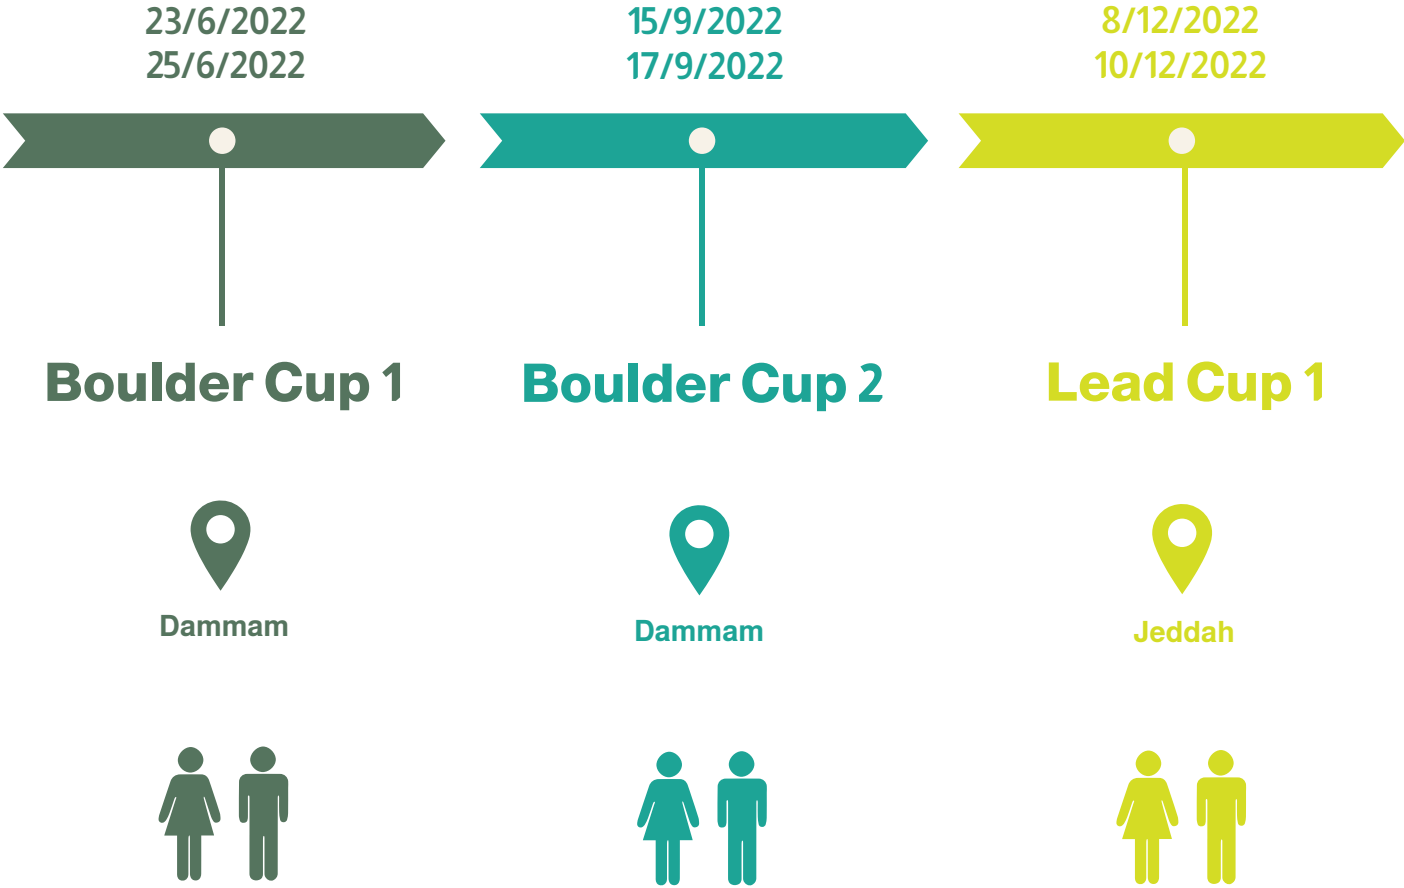 23/6/2022
25/6/2022
15/9/2022
17/9/2022
8/12/2022
10/12/2022
Boulder Cup 1
Boulder Cup 2
Lead Cup 1
Dammam
Dammam
Jeddah